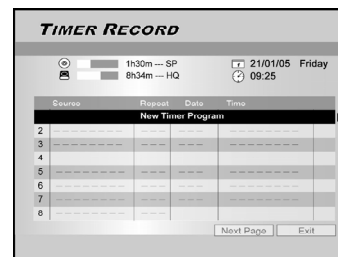 TIMER RECORD
1h30m --- SP
21/01/05 Friday
8h34m --- HQ
09:25
Source Repeat Date Time
New Timer Program
2
3
4
5
6
7
8
Next Page Exit